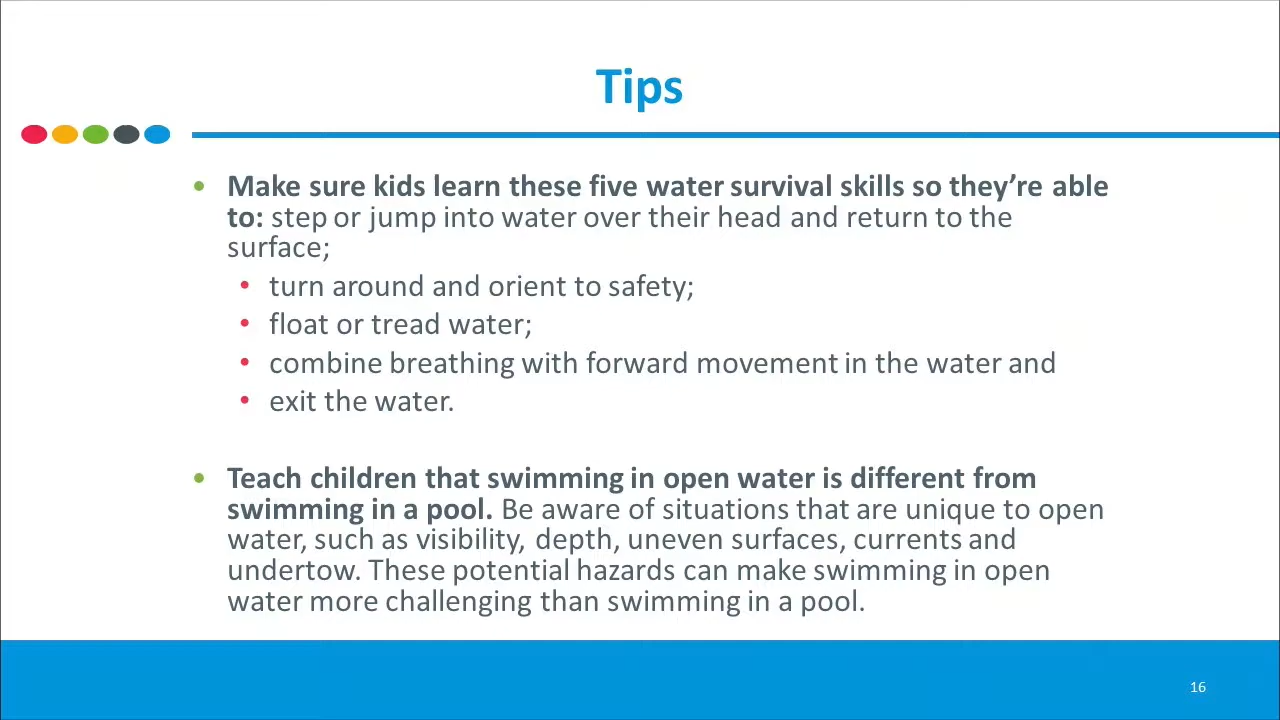 Tips
• Make sure kids learn these five water survival skills so they’re able
to: step or jump into water over their head and return to the
surface;
• turn around and orient to safety;
• float or tread water;
• combine breathing with forward movement in the water and
• exit the water.
• Teach children that swimming in open water is different from
swimming in a pool. Be aware of situations that are unique to open
water, such as visibility, depth, uneven surfaces, currents and
undertow. These potential hazards can make swimming in open
water more challenging than swimming in a pool.
16